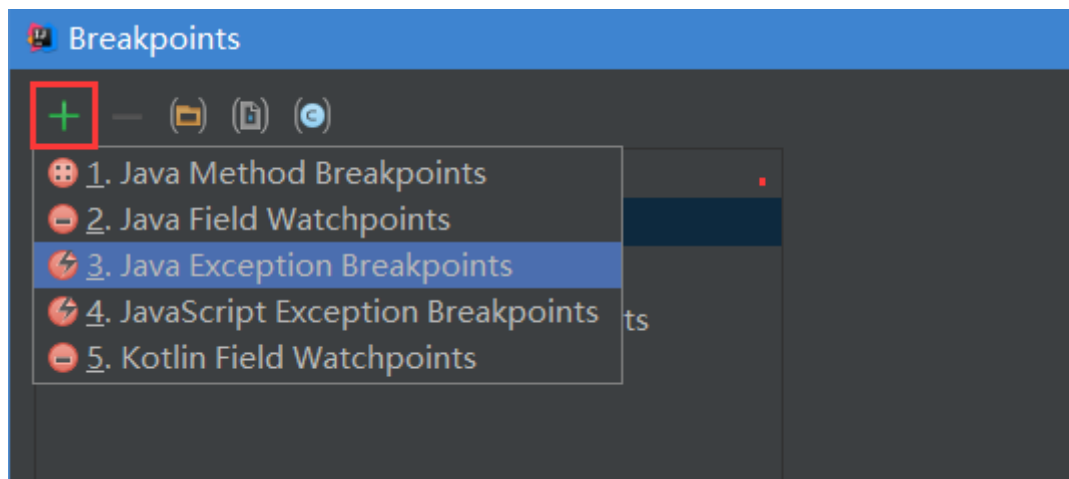 Breakpoints
1. Java Method Breakpoints
2. Java Field Watchpoints
3. Java Exception Breakpoints
4. JavaScript Exception Breakpoints
ts
5. Kotlin Field Watchpoints